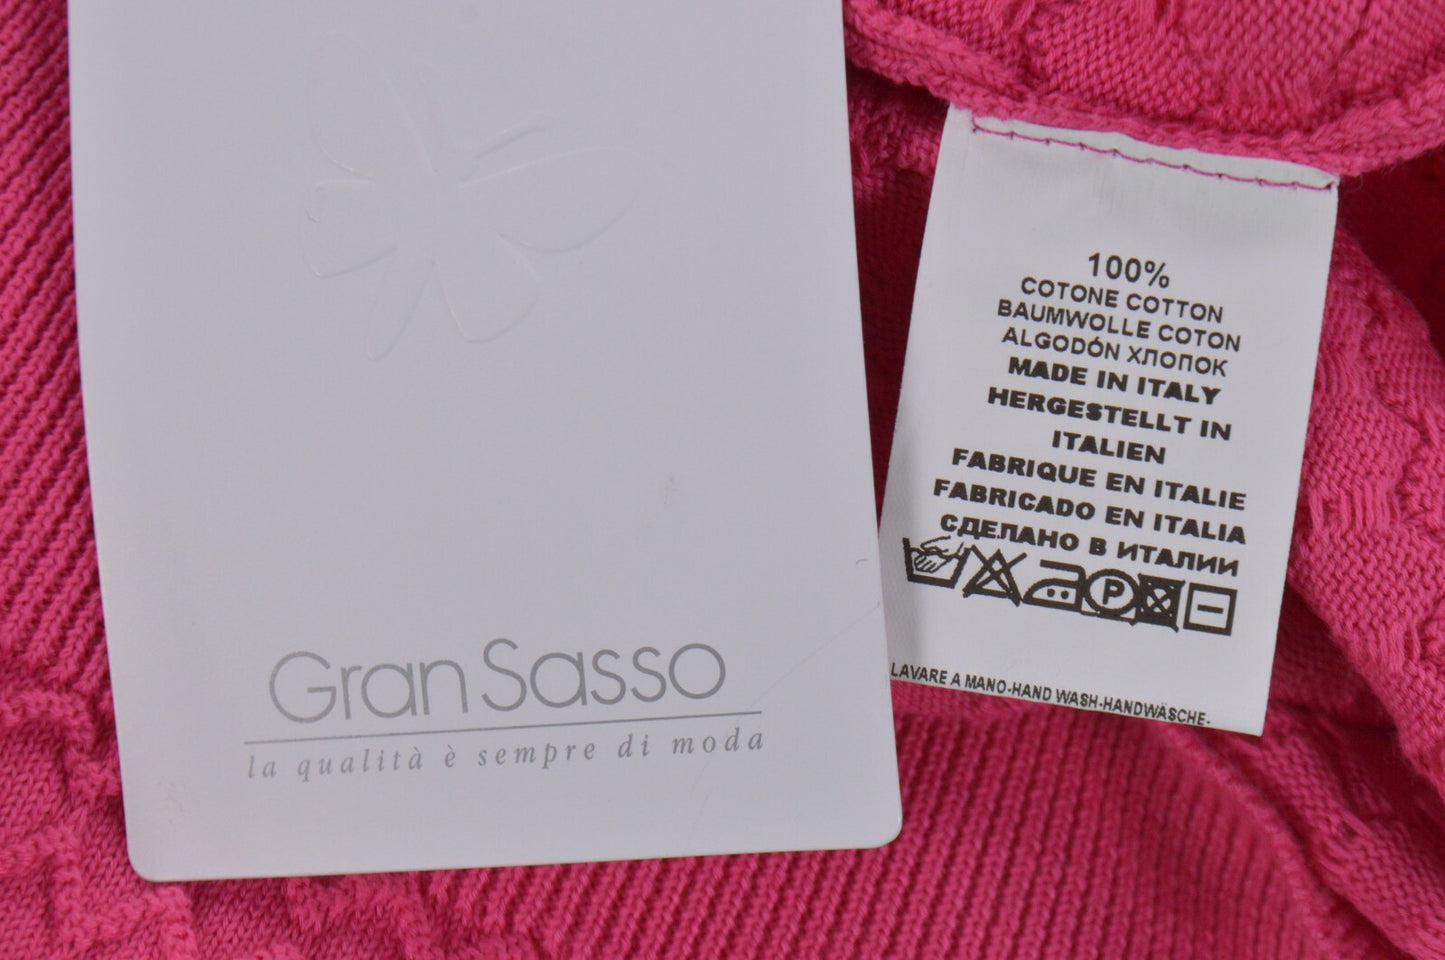 Gran Sasso
la qualità è sempre di moda
100%
COTONE COTTON
BAUMWOLLE COTON
ALGODÓN ХЛОПОК
MADE IN ITALY
HERGESTELLT IN
ITALIEN
FABRIQUE EN ITALIE
FABRICADO EN ITALIA
СДЕЛАНО В ИТАЛИИ
P
LAVARE A MANO-HAND WASH-HANDWÄSCHE-